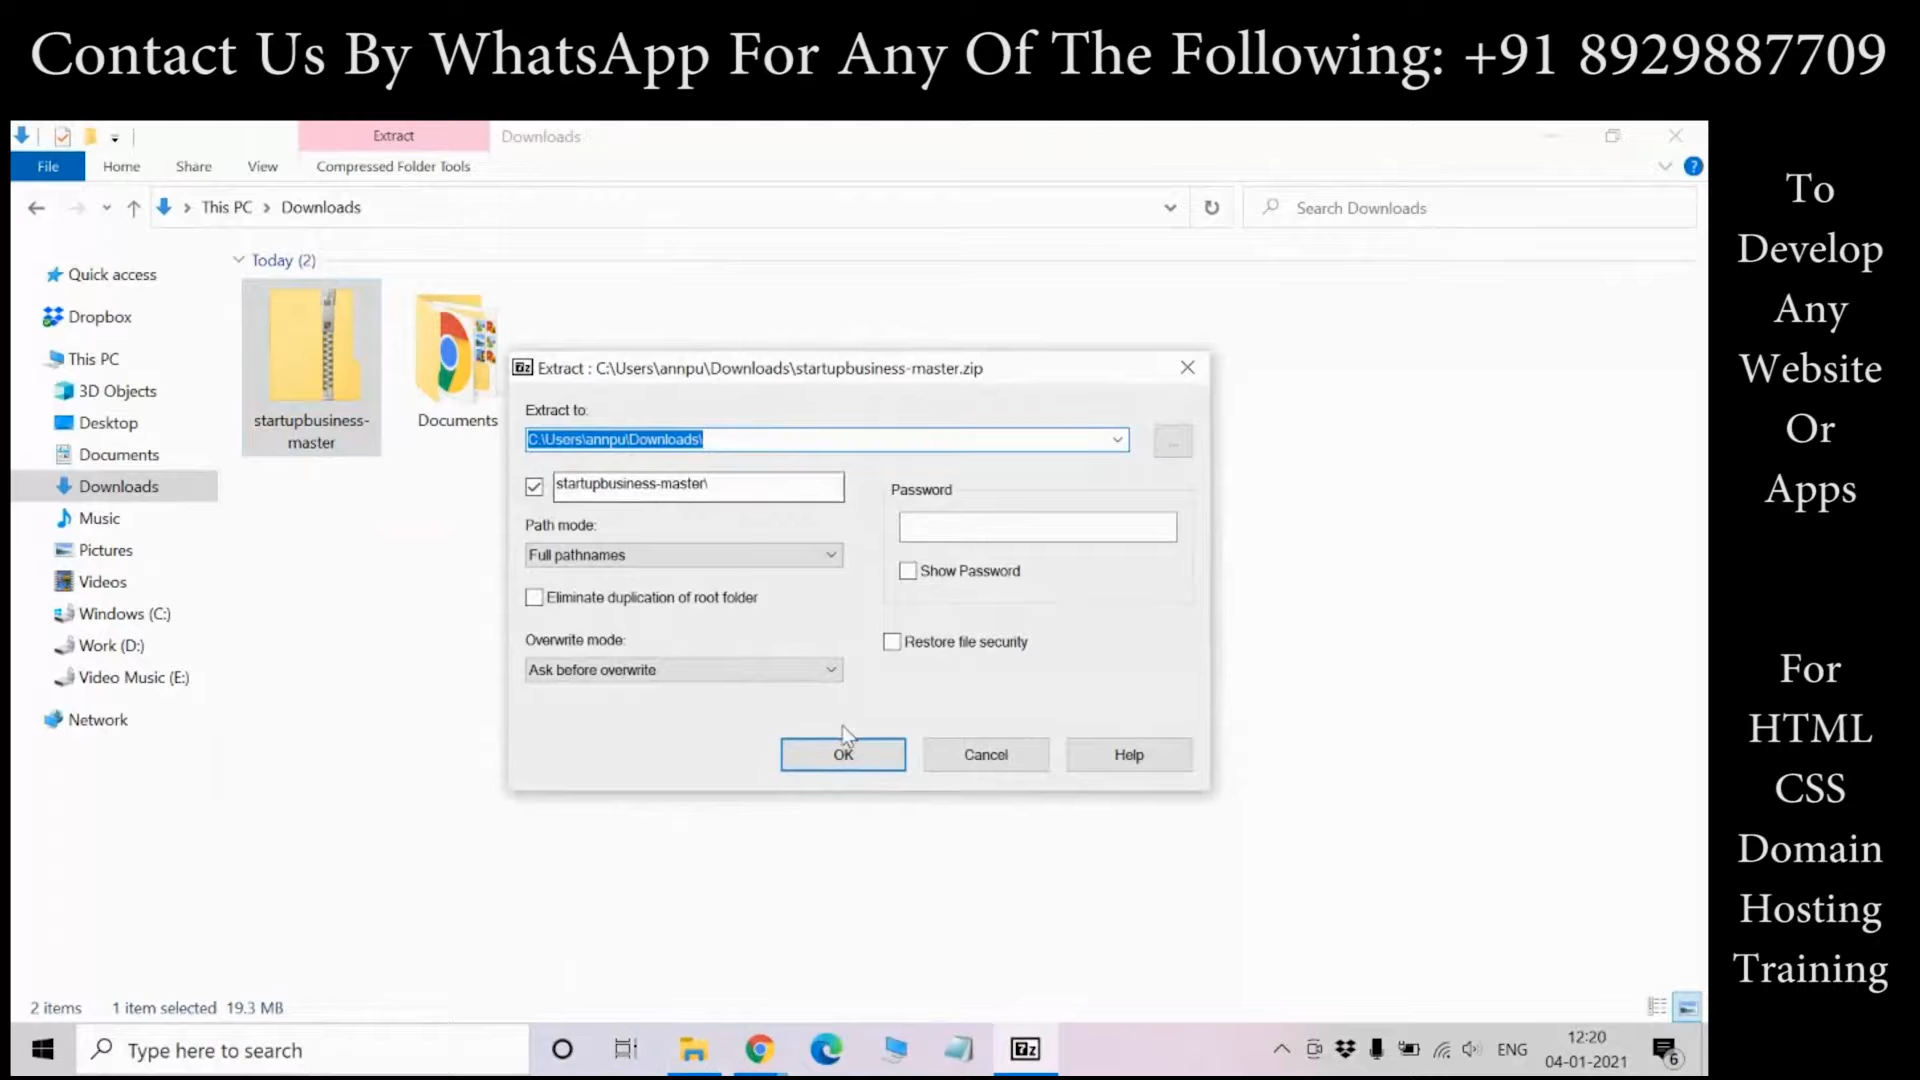 Contact Us By WhatsApp For Any Of The Following: +91 8929887709
Extract
Downloads
File
Home
Share
View
Compressed Folder Tools
This PC
Downloads
Search Downloads
Today (2)
Quick access
Dropbox
This PC
3D Objects
Desktop
Documents
Downloads
Music
Pictures
Videos
Windows (C:)
Work (D:)
Video Music (E:)
Network
startupbusiness-
master
Documents
7z
Extract : C:\Users\annpu\Downloads\startupbusiness-master.zip
Extract to:
C:\Users\annpu\Downloads\
...
startupbusiness-master\
Password
Path mode:
Full pathnames
Show Password
Eliminate duplication of root folder
Overwrite mode:
Restore file security
Ask before overwrite
OK
Cancel
Help
To
Develop
Any
Website
Or
Apps
For
HTML
CSS
Domain
Hosting
Training
2 items
1 item selected 19.3 MB
Type here to search
7z
ENG
12:20
04-01-2021
6